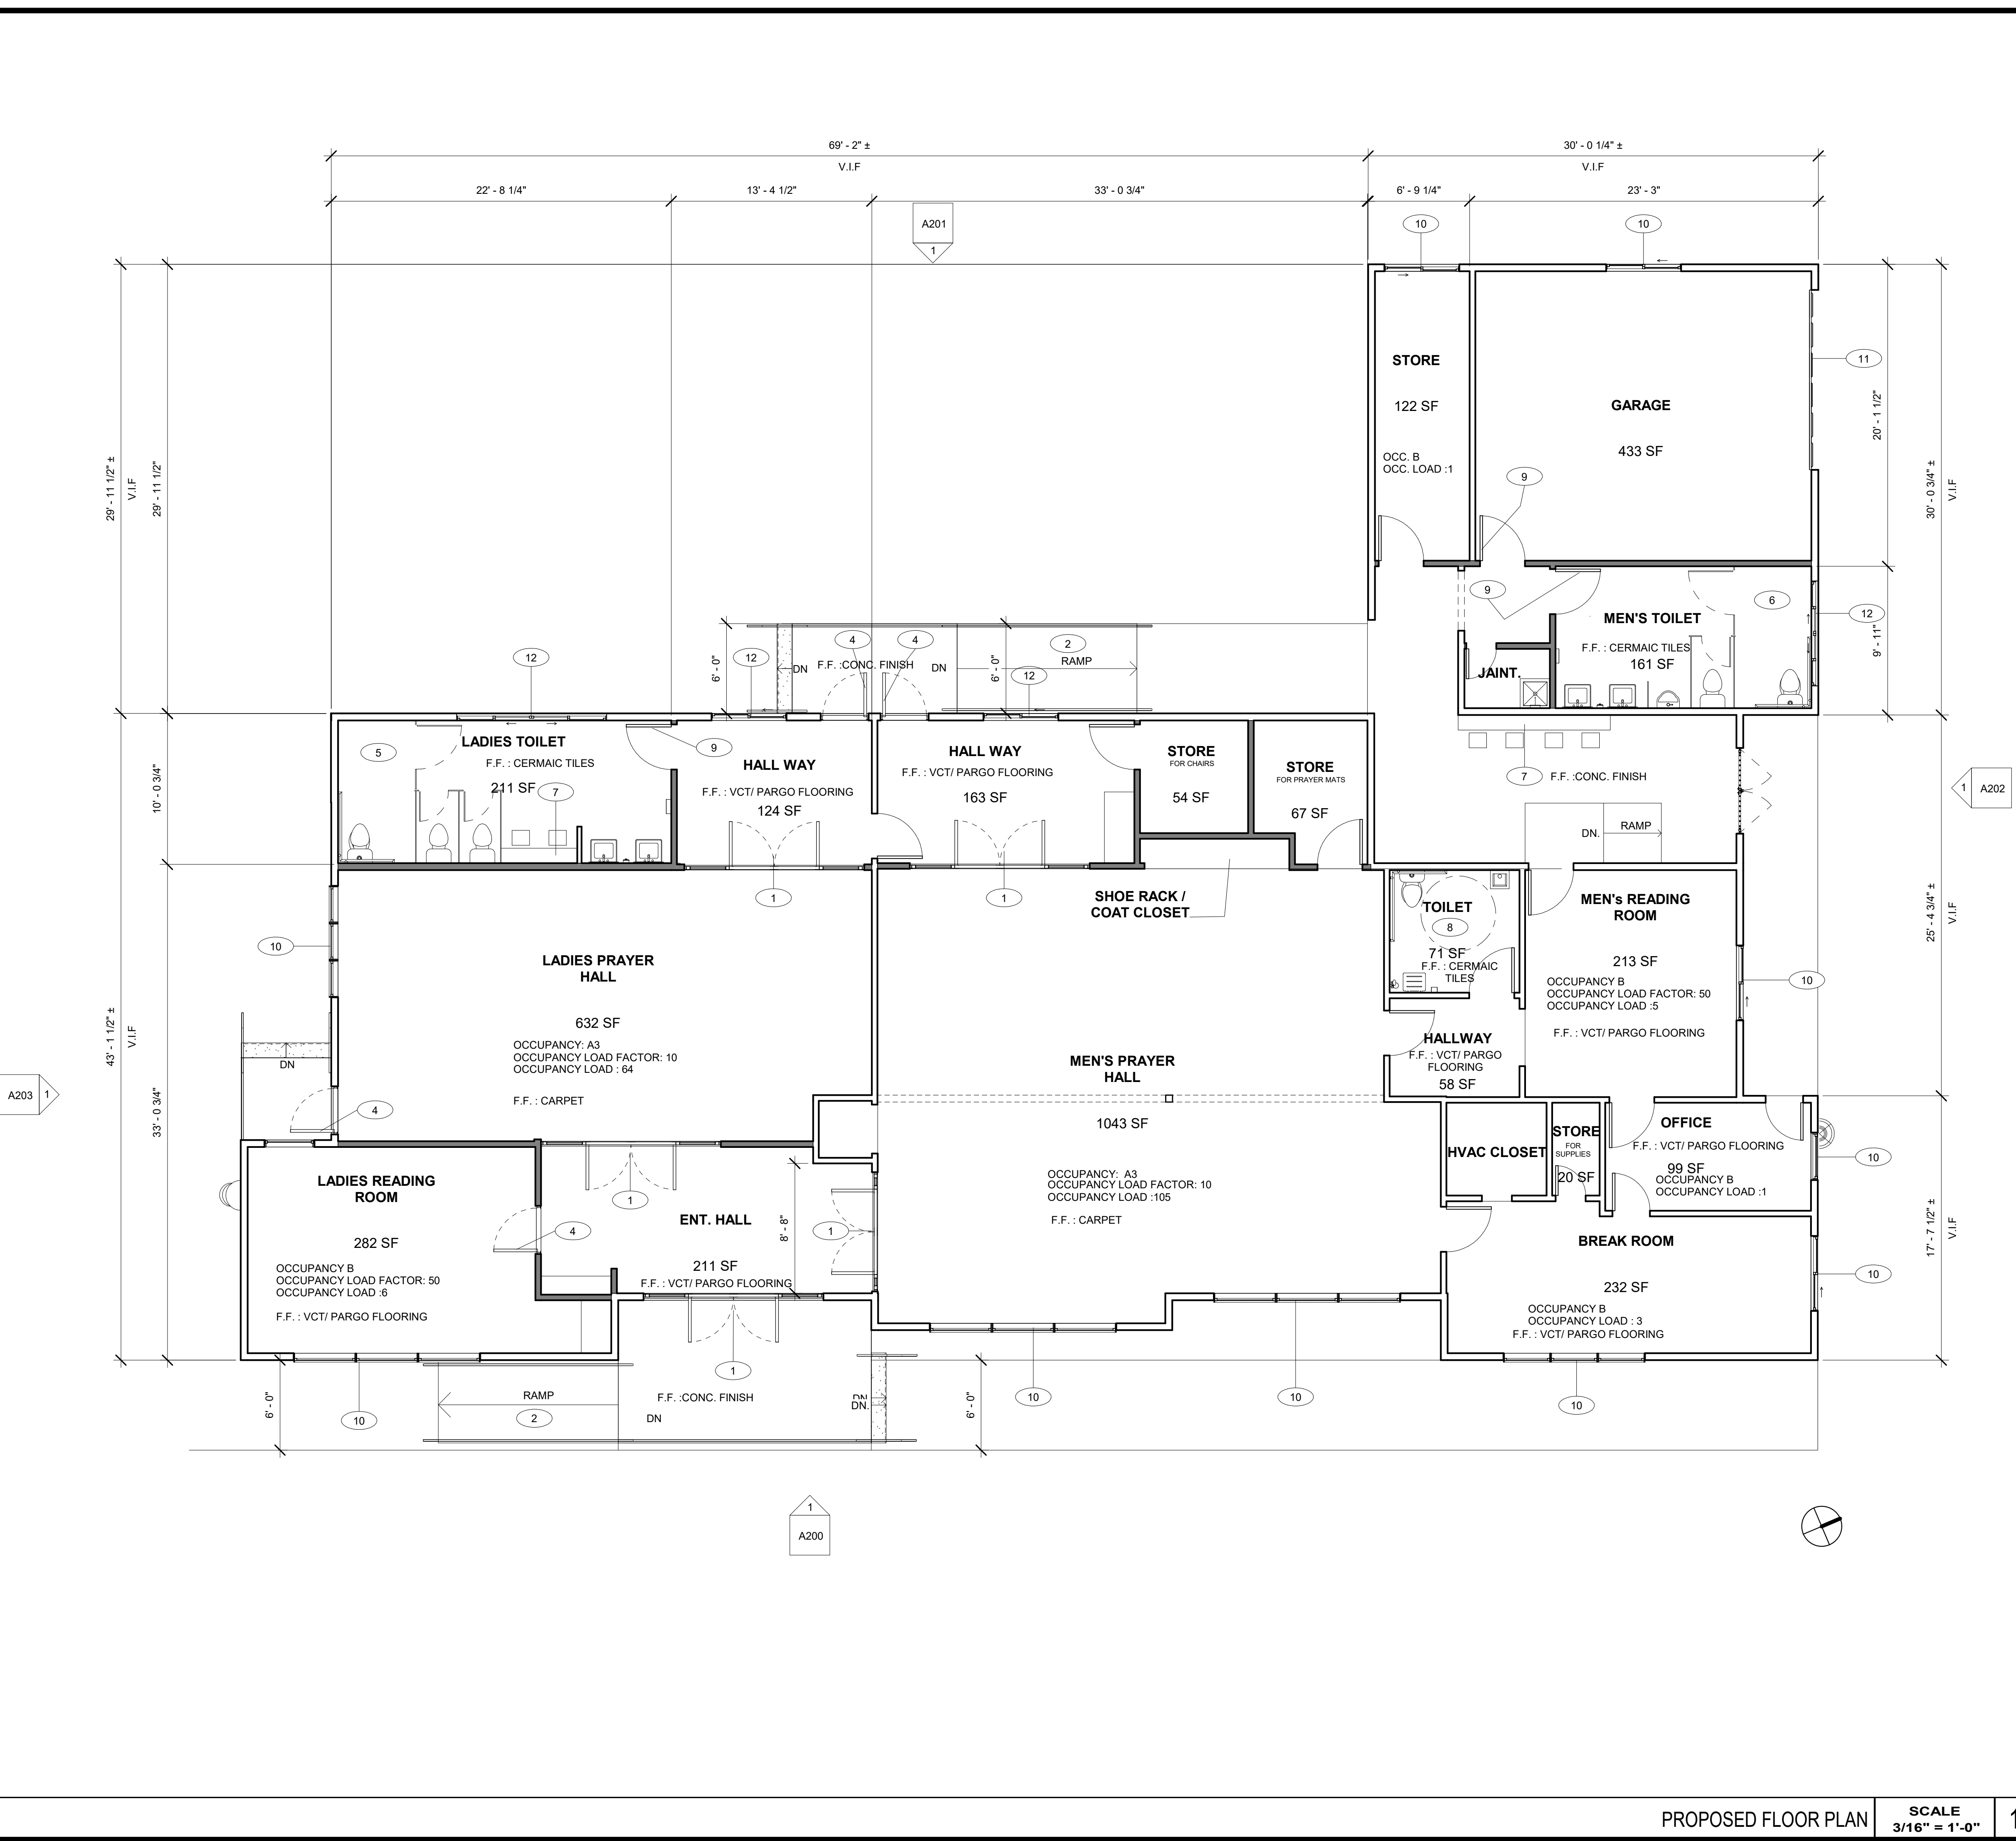 69' - 2" ±
V.I.F
30' - 0 1/4" ±
V.I.F
22' - 8 1/4"
13' - 4 1/2"
33' - 0 3/4"
6' - 9 1/4"
23' - 3"
A201
1
10
10
STORE
122 SF
OCC. B
OCC. LOAD :1
GARAGE
433 SF
11
9
20' - 1 1/2"
30' - 0 3/4" ±
V.I.F
29' - 11 1/2" ±
V.I.F
29' - 11 1/2"
9
MEN'S TOILET
F.F. : CERMAIC TILES
161 SF
6
12
9' - 11"
JAINT.
12
12
6' - 0"
DN
F.F. :CONC. FINISH
4
4
DN
6' - 0"
2
RAMP
12
5
LADIES TOILET
F.F. : CERMAIC TILES
211 SF
7
9
HALL WAY
F.F. : VCT/ PARGO FLOORING
124 SF
HALL WAY
F.F. : VCT/ PARGO FLOORING
163 SF
STORE
FOR CHAIRS
54 SF
STORE
FOR PRAYER MATS
67 SF
7
F.F. :CONC. FINISH
DN.
RAMP
1
A202
10' - 0 3/4"
1
1
SHOE RACK /
COAT CLOSET
TOILET
8
71 SF
F.F. : CERMAIC
TILES
MEN's READING
ROOM
213 SF
OCCUPANCY B
OCCUPANCY LOAD FACTOR: 50
OCCUPANCY LOAD :5
F.F. : VCT/ PARGO FLOORING
10
25' - 4 3/4" ±
V.I.F
10
LADIES PRAYER
HALL
632 SF
OCCUPANCY: A3
OCCUPANCY LOAD FACTOR: 10
OCCUPANCY LOAD : 64
F.F. : CARPET
43' - 1 1/2" ±
V.I.F
33' - 0 3/4"
DN
4
A203
1
MEN'S PRAYER
HALL
1043 SF
OCCUPANCY: A3
OCCUPANCY LOAD FACTOR: 10
OCCUPANCY LOAD :105
F.F. : CARPET
HALLWAY
F.F. : VCT/ PARGO
FLOORING
58 SF
HVAC CLOSET
STORE
FOR
SUPPLIES
20 SF
OFFICE
F.F. : VCT/ PARGO FLOORING
99 SF
OCCUPANCY B
OCCUPANCY LOAD :1
10
LADIES READING
ROOM
282 SF
OCCUPANCY B
OCCUPANCY LOAD FACTOR: 50
OCCUPANCY LOAD :6
F.F. : VCT/ PARGO FLOORING
4
1
ENT. HALL
211 SF
F.F. : VCT/ PARGO FLOORING
8' - 8"
1
BREAK ROOM
232 SF
OCCUPANCY B
OCCUPANCY LOAD : 3
F.F. : VCT/ PARGO FLOORING
10
17' - 7 1/2" ±
V.I.F
6' - 0"
10
RAMP
2
1
F.F. :CONC. FINISH
DN
DN
DN.
6' - 0"
10
10
10
1
A200
PROPOSED FLOOR PLAN
SCALE
3/16" = 1'-0"